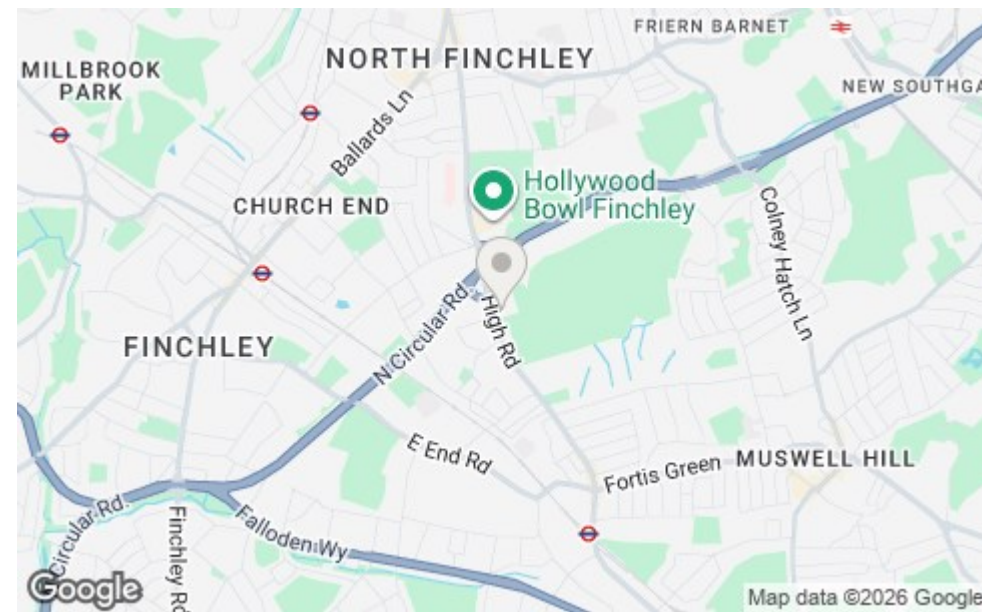 FRIERN BARNET
NORTH FINCHLEY
MILLBROOK
PARK
NEW SOUTHGA
Ballards Ln
Hollywood
Bowl Finchley
CHURCH END
Colney Hatch Ln
N Circular Rd
High Rd
FINCHLEY
E End Rd
Fortis Green
MUSWELL HILL
Circular Rd.
Finchley Rd
Falloden Wy
Google
Map data ©2026 Google